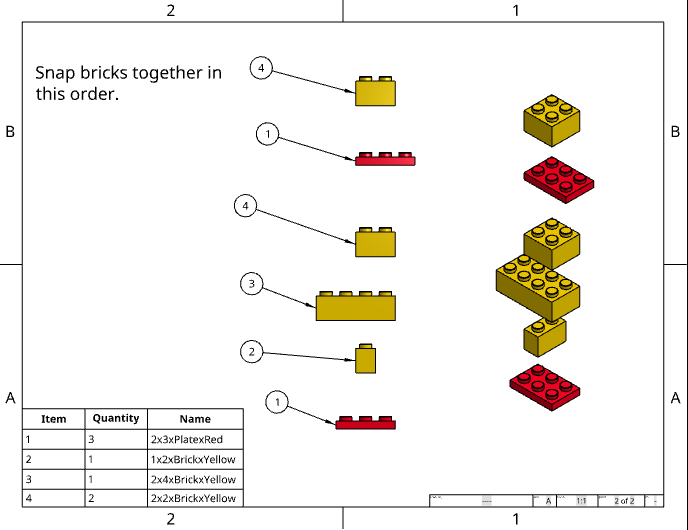 2 1
Snap bricks together in
this order.
4
1
B B
4
3
2
A A
1
Item Quantity Name
1 3 2x3xPlatexRed
2 1 1x2xBrickxYellow
3 1 2x4xBrickxYellow
4 2 2x2xBrickxYellow
A 1:1 2 of 2
2 1